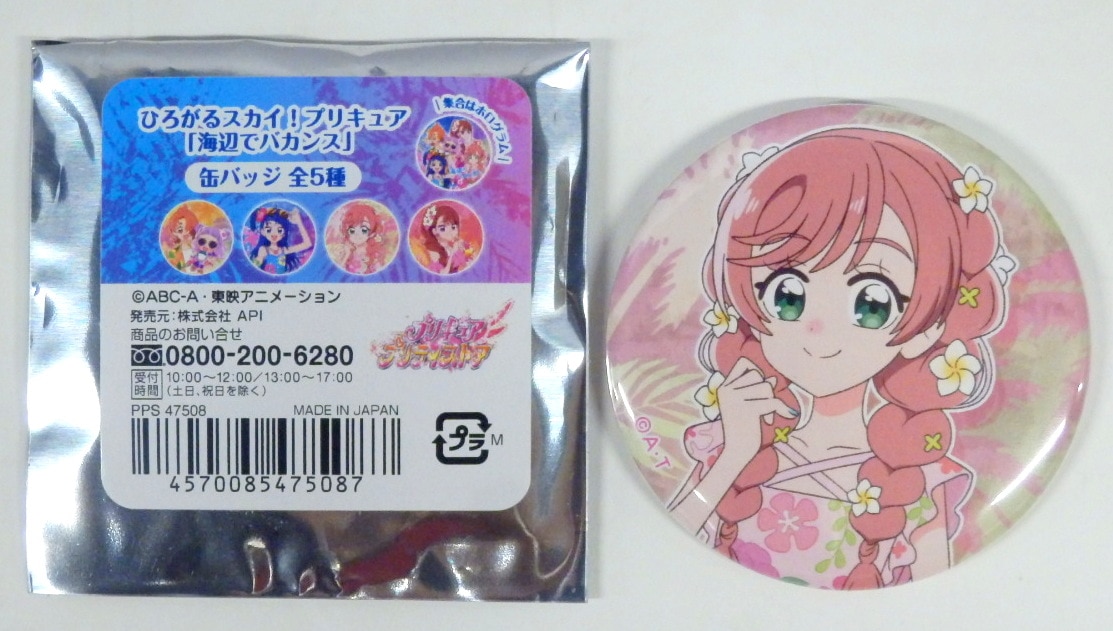 ひろがるスカイ！プリキュア
「海辺でバカンス」
缶バッジ 全5種
集合はホログラム
©ABC-A・東映アニメーション
発売元：株式会社 API
商品のお問い合せ
0800-200-6280
受付時間 10:00～12:00/13:00～17:00
（土日、祝日を除く）
プリキュア
プリティストア
PPS 47508 MADE IN JAPAN
4570085475087
プラ M
©A・T